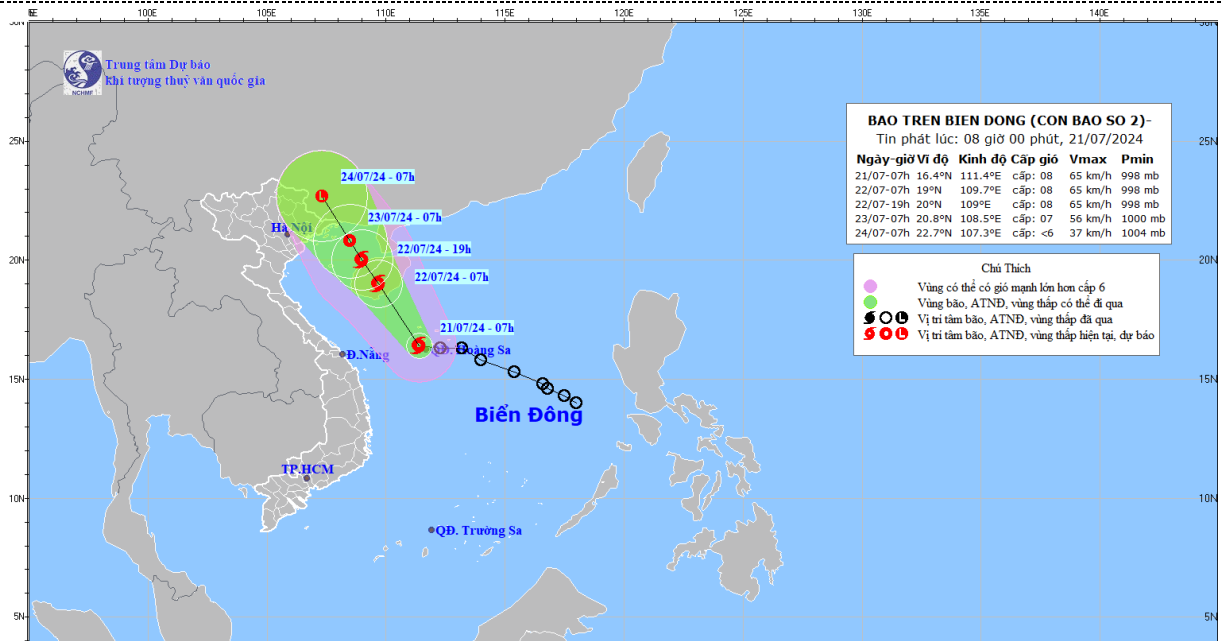 E 100E 105E 110E 115E 120E 125E 130E 135E 140E
Trung tâm Dự báo
khí tượng thuỷ văn quốc gia
NCHMF
BAO TREN BIEN DONG (CON BAO SO 2)-
Tin phát lúc: 08 giờ 00 phút, 21/07/2024
Ngày-giờ Vĩ độ Kinh độ Cấp gió Vmax Pmin
21/07-07h 16.4°N 111.4°E cấp: 08 65 km/h 998 mb
22/07-07h 19°N 109.7°E cấp: 08 65 km/h 998 mb
22/07-19h 20°N 109°E cấp: 08 65 km/h 998 mb
23/07-07h 20.8°N 108.5°E cấp: 07 56 km/h 1000 mb
24/07-07h 22.7°N 107.3°E cấp: <6 37 km/h 1004 mb
Chú Thích
Vùng có thể có gió mạnh lớn hơn cấp 6
Vùng bão, ATNĐ, vùng thấp có thể đi qua
Vị trí tâm bão, ATNĐ, vùng thấp đã qua
Vị trí tâm bão, ATNĐ, vùng thấp hiện tại, dự báo
25N 25N
24/07/24 - 07h
23/07/24 - 07h
Hà Nội
22/07/24 - 19h
20N 20N
22/07/24 - 07h
21/07/24 - 07h
QĐ. Hoàng Sa
Đ.Nẵng
15N 15N
Biển Đông
TP.HCM
10N 10N
QĐ. Trường Sa
5N 5N